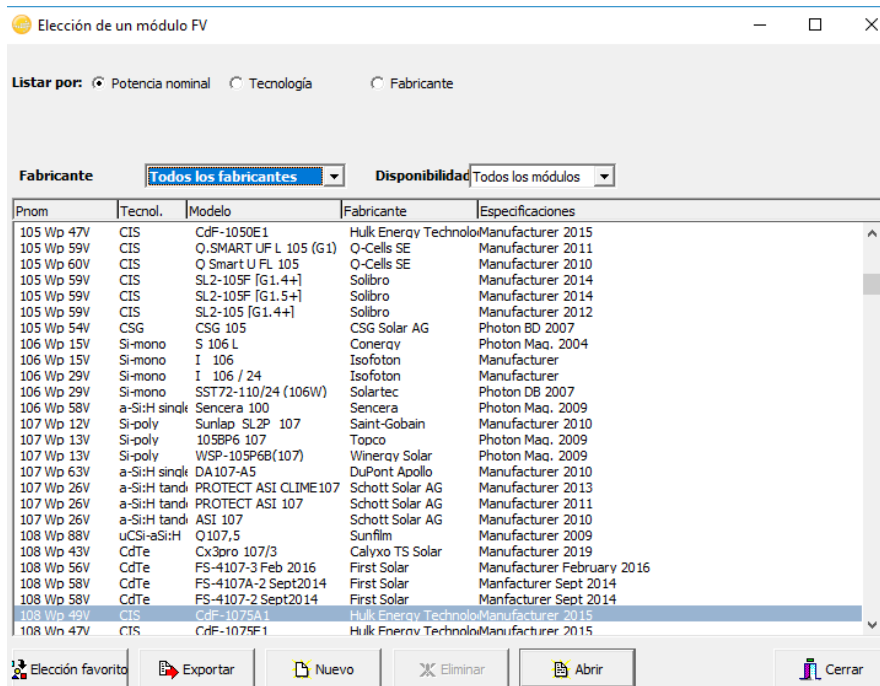 Elección de un módulo FV
Listar por: Potencia nominal Tecnología Fabricante
Fabricante Todos los fabricantes Disponibilidad Todos los módulos
Pnom Tecnol. Modelo Fabricante Especificaciones
105 Wp 47V CIS CdF-1050E1 Hulk Energy Technolo Manufacturer 2015
105 Wp 59V CIS Q.SMART UF L 105 (G1) Q-Cells SE Manufacturer 2011
105 Wp 60V CIS Q Smart U FL 105 Q-Cells SE Manufacturer 2010
105 Wp 59V CIS SL2-105F [G1.4+] Solibro Manufacturer 2014
105 Wp 59V CIS SL2-105F [G1.5+] Solibro Manufacturer 2014
105 Wp 59V CIS SL2-105 [G1.4+] Solibro Manufacturer 2012
105 Wp 54V CSG CSG 105 CSG Solar AG Photon BD 2007
106 Wp 15V Si-mono S 106 L Conergy Photon Mag. 2004
106 Wp 15V Si-mono I 106 Isofoton Manufacturer
106 Wp 29V Si-mono I 106 / 24 Isofoton Manufacturer
106 Wp 29V Si-mono SST72-110/24 (106W) Solartec Photon DB 2007
106 Wp 58V a-Si:H single Sencera 100 Sencera Photon Mag. 2009
107 Wp 12V Si-poly Sunlap SL2P 107 Saint-Gobain Manufacturer 2010
107 Wp 13V Si-poly 105BP6 107 Topco Photon Mag. 2009
107 Wp 13V Si-poly WSP-105P6B(107) Winergy Solar Photon Mag. 2009
107 Wp 63V a-Si:H single DA107-A5 DuPont Apollo Manufacturer 2010
107 Wp 26V a-Si:H tand PROTECT ASI CLIME107 Schott Solar AG Manufacturer 2013
107 Wp 26V a-Si:H tand PROTECT ASI 107 Schott Solar AG Manufacturer 2011
107 Wp 26V a-Si:H tand ASI 107 Schott Solar AG Manufacturer 2010
108 Wp 88V uCSi-aSi:H Q107,5 Sunfilm Manufacturer 2009
108 Wp 43V CdTe Cx3pro 107/3 Calyxo TS Solar Manufacturer 2019
108 Wp 56V CdTe FS-4107-3 Feb 2016 First Solar Manufacturer February 2016
108 Wp 58V CdTe FS-4107A-2 Sept2014 First Solar Manfacturer Sept 2014
108 Wp 58V CdTe FS-4107-2 Sept2014 First Solar Manfacturer Sept 2014
108 Wp 49V CIS CdF-1075A1 Hulk Energy Technolo Manufacturer 2015
108 Wp 47V CIS CdF-1075E1 Hulk Energy Technolo Manufacturer 2015
Elección favorito Exportar Nuevo Eliminar Abrir Cerrar